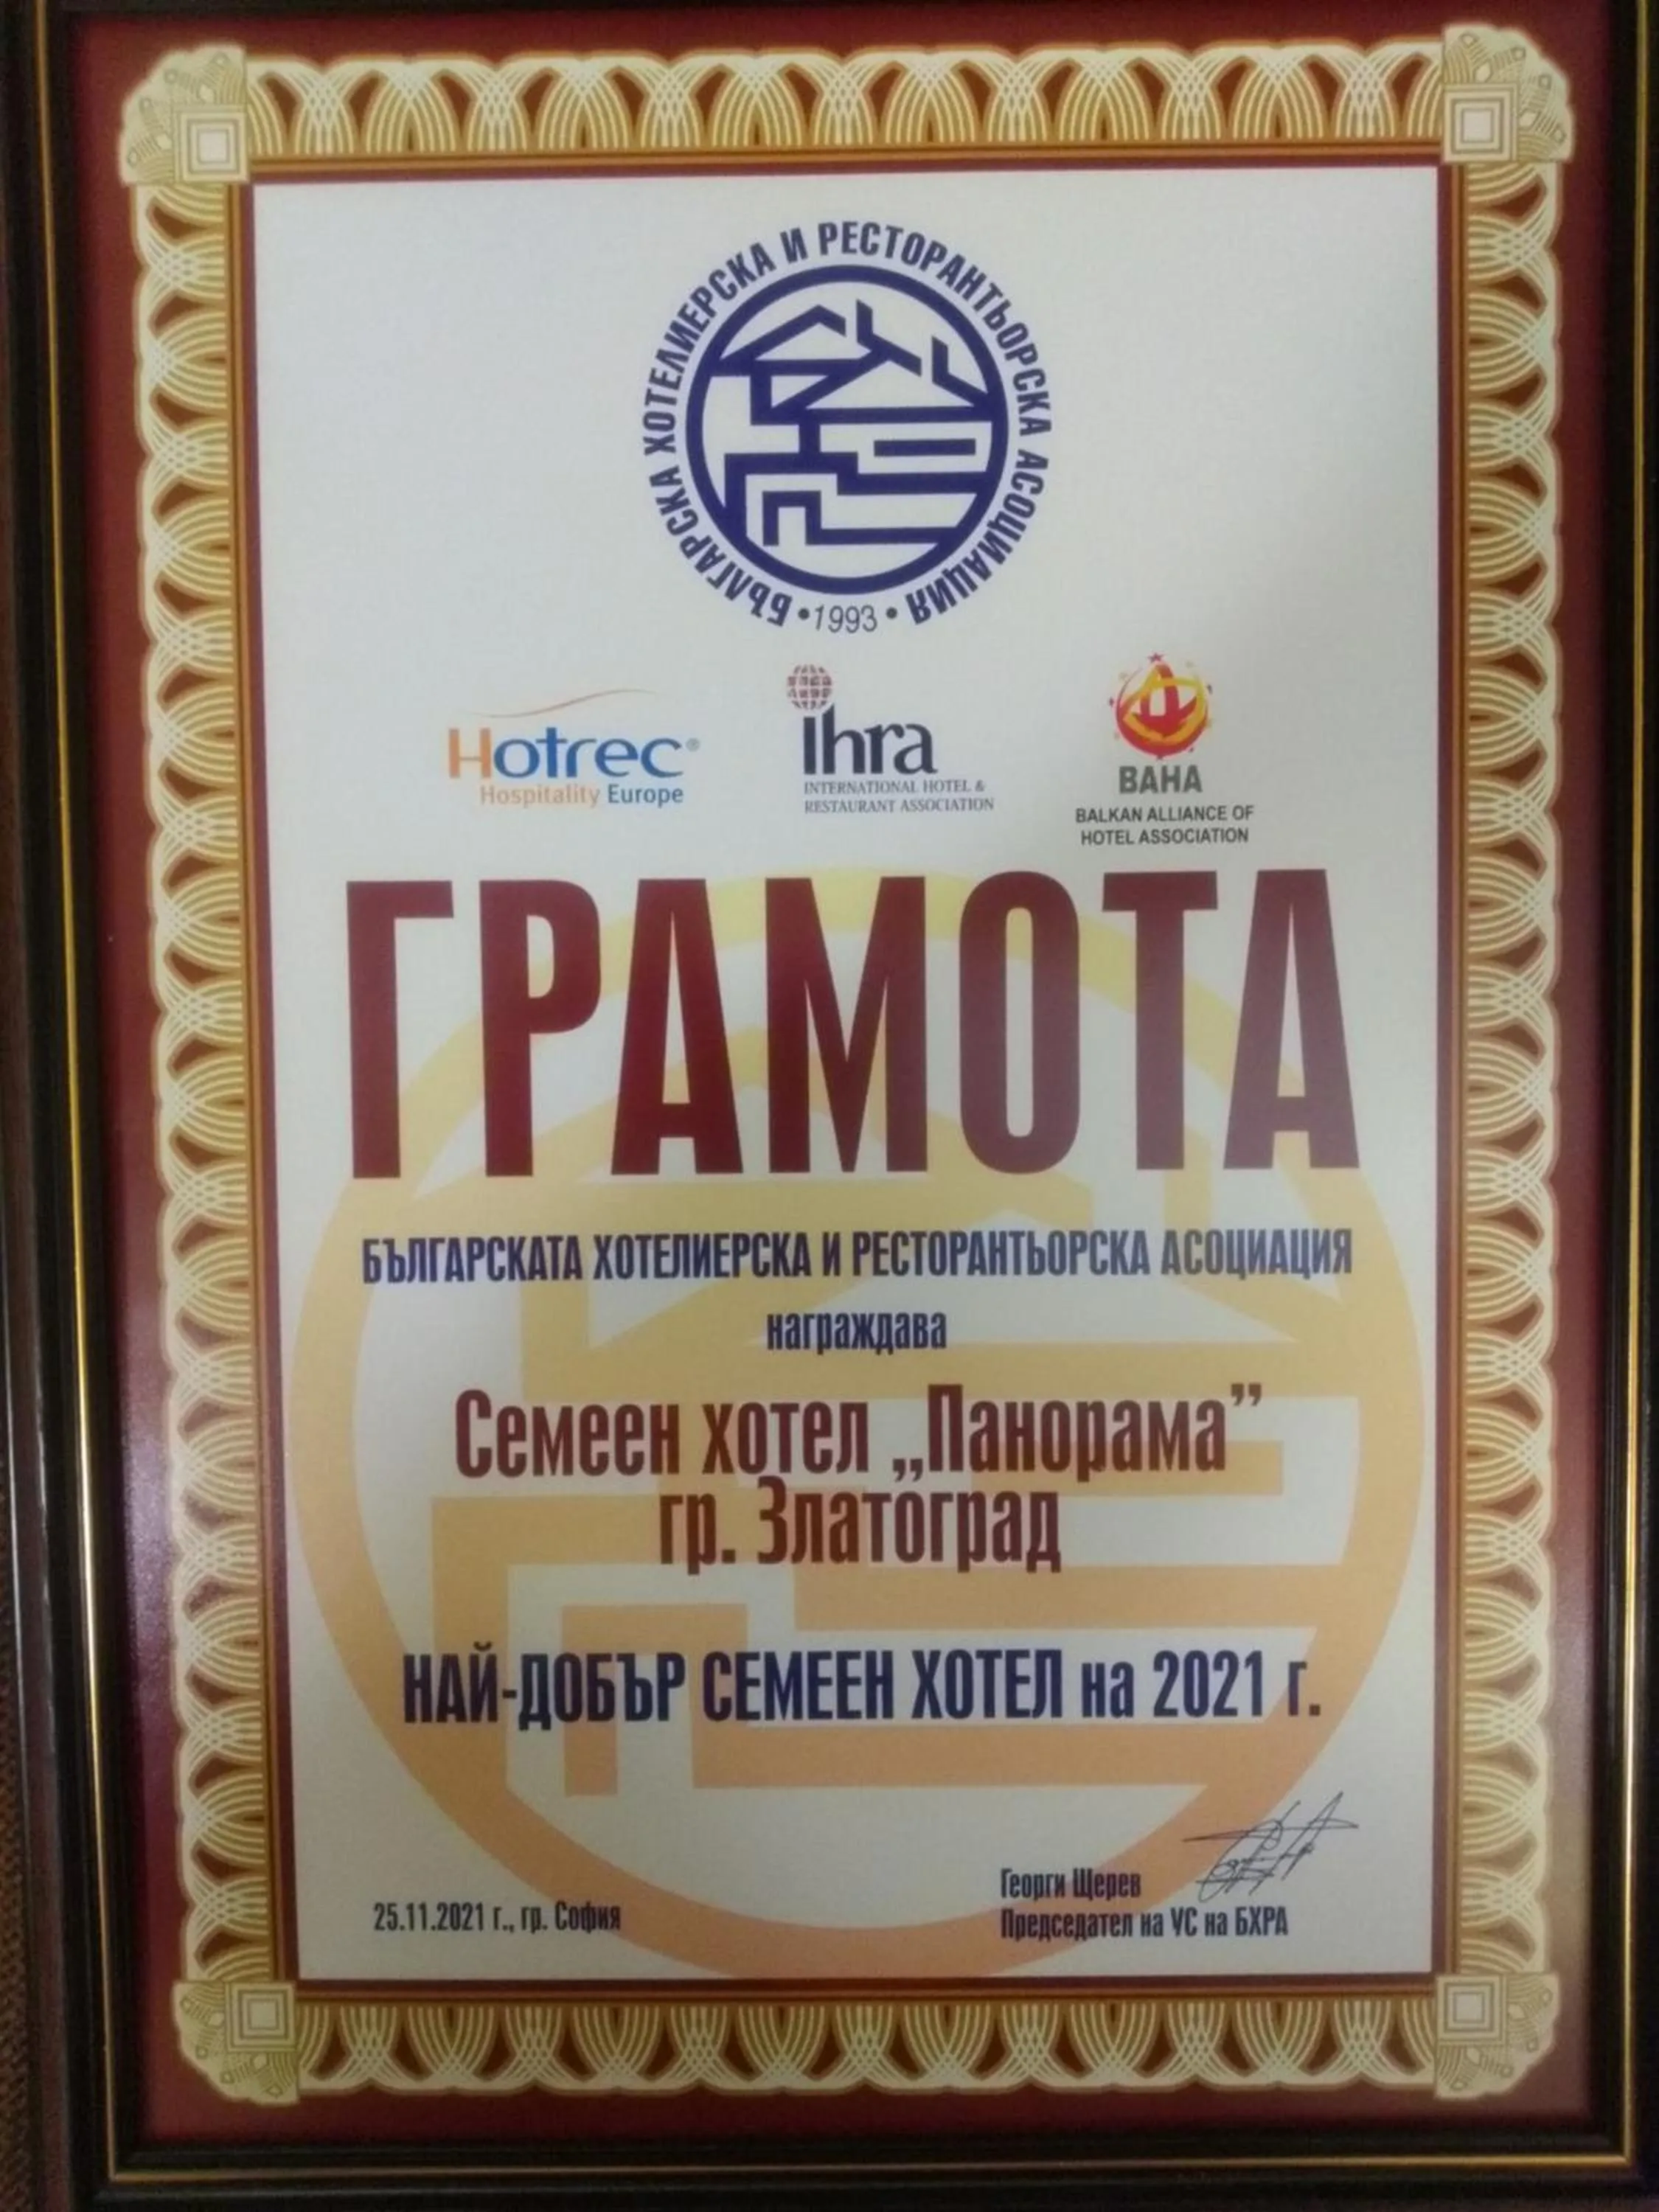 БЪЛГАРСКА ХОТЕЛИЕРСКА И РЕСТОРАНТЬОРСКА АСОЦИАЦИЯ
• 1993 •
Hotrec®
Hospitality Europe
ihra
INTERNATIONAL HOTEL &
RESTAURANT ASSOCIATION
BAHA
BALKAN ALLIANCE OF
HOTEL ASSOCIATION
ГРАМОТА
БЪЛГАРСКАТА ХОТЕЛИЕРСКА И РЕСТОРАНТЬОРСКА АСОЦИАЦИЯ
награждава
Семеен хотел „Панорама”
гр. Златоград
НАЙ-ДОБЪР СЕМЕЕН ХОТЕЛ на 2021 г.
25.11.2021 г., гр. София
Георги Щерев
Председател на УС на БХРА